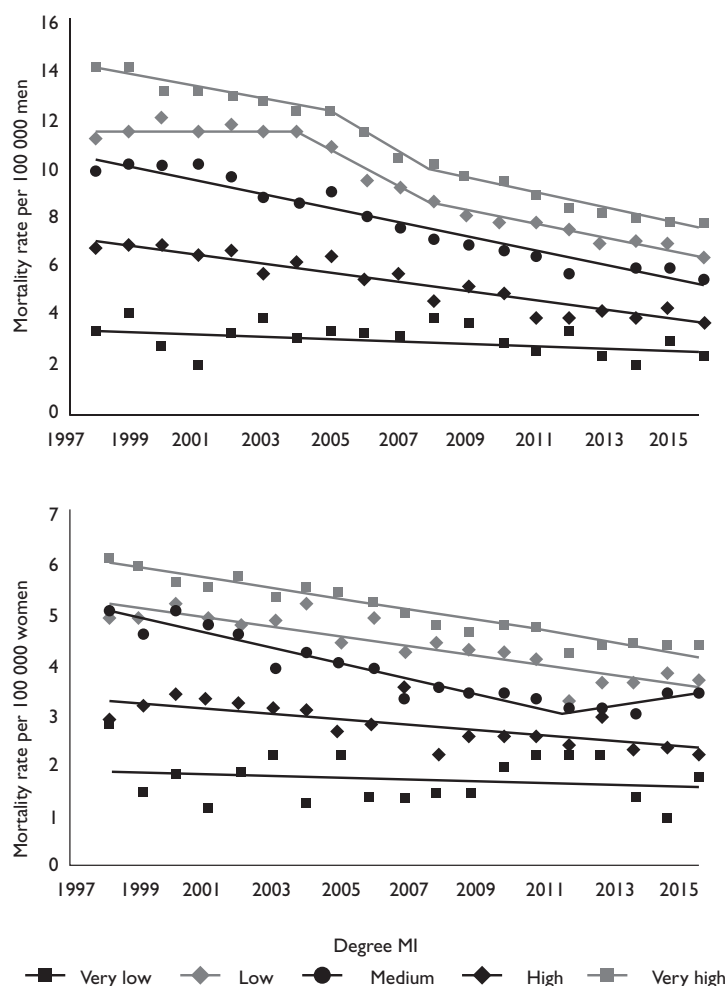 Mortality rate per 100 000 men
16
14
12
10
8
6
4
2
0
1997 1999 2001 2003 2005 2007 2009 2011 2013 2015
Mortality rate per 100 000 women
7
6
5
4
3
2
1
0
1997 1999 2001 2003 2005 2007 2009 2011 2013 2015
Degree MI
Very low Low Medium High Very high